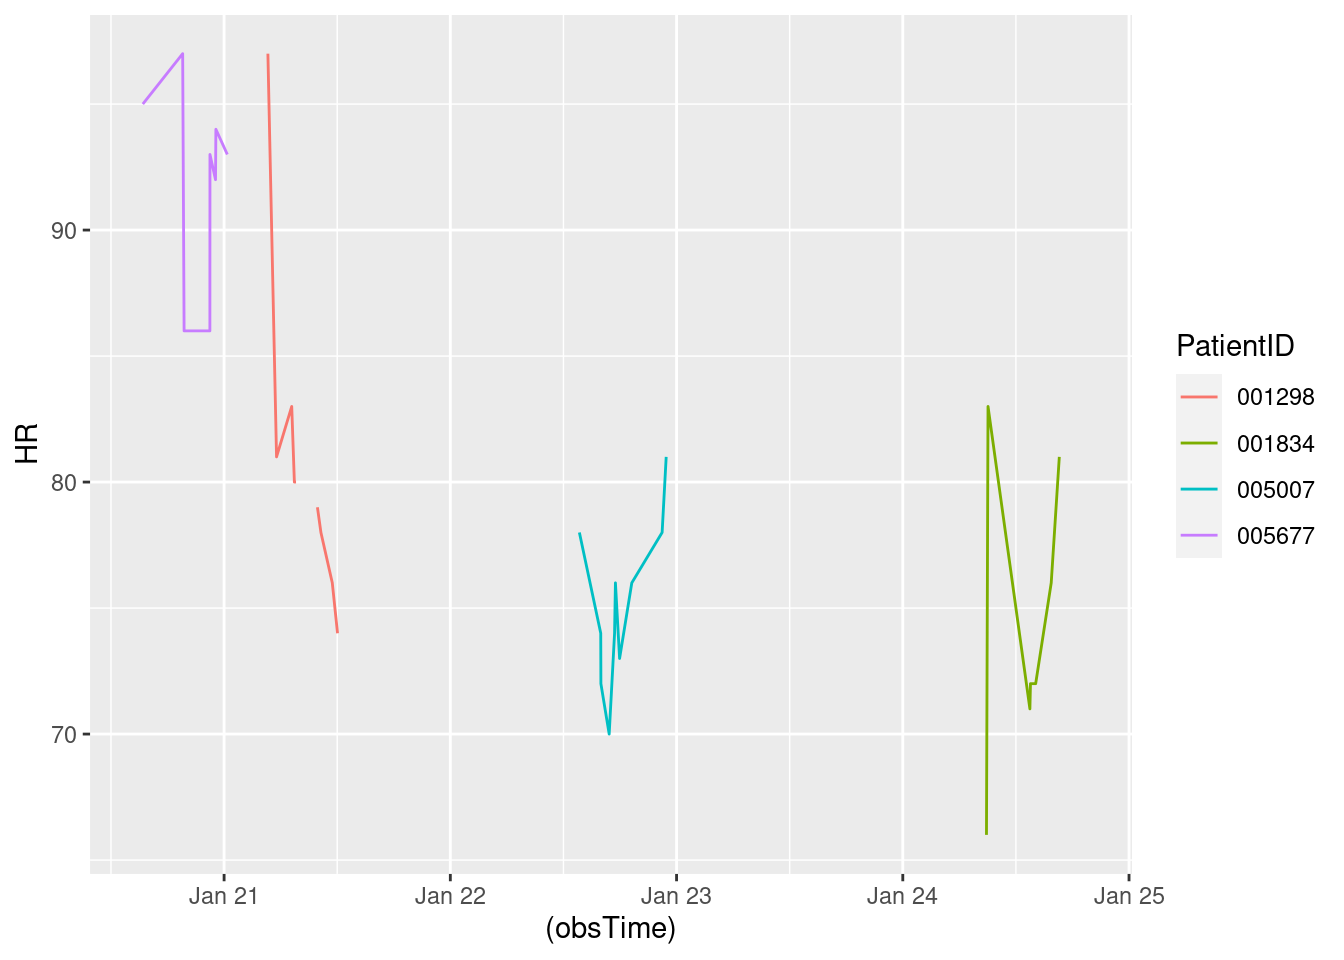 HR
90
80
70
Jan 21
Jan 22
Jan 23
Jan 24
Jan 25
(obsTime)
PatientID
001298
001834
005007
005677